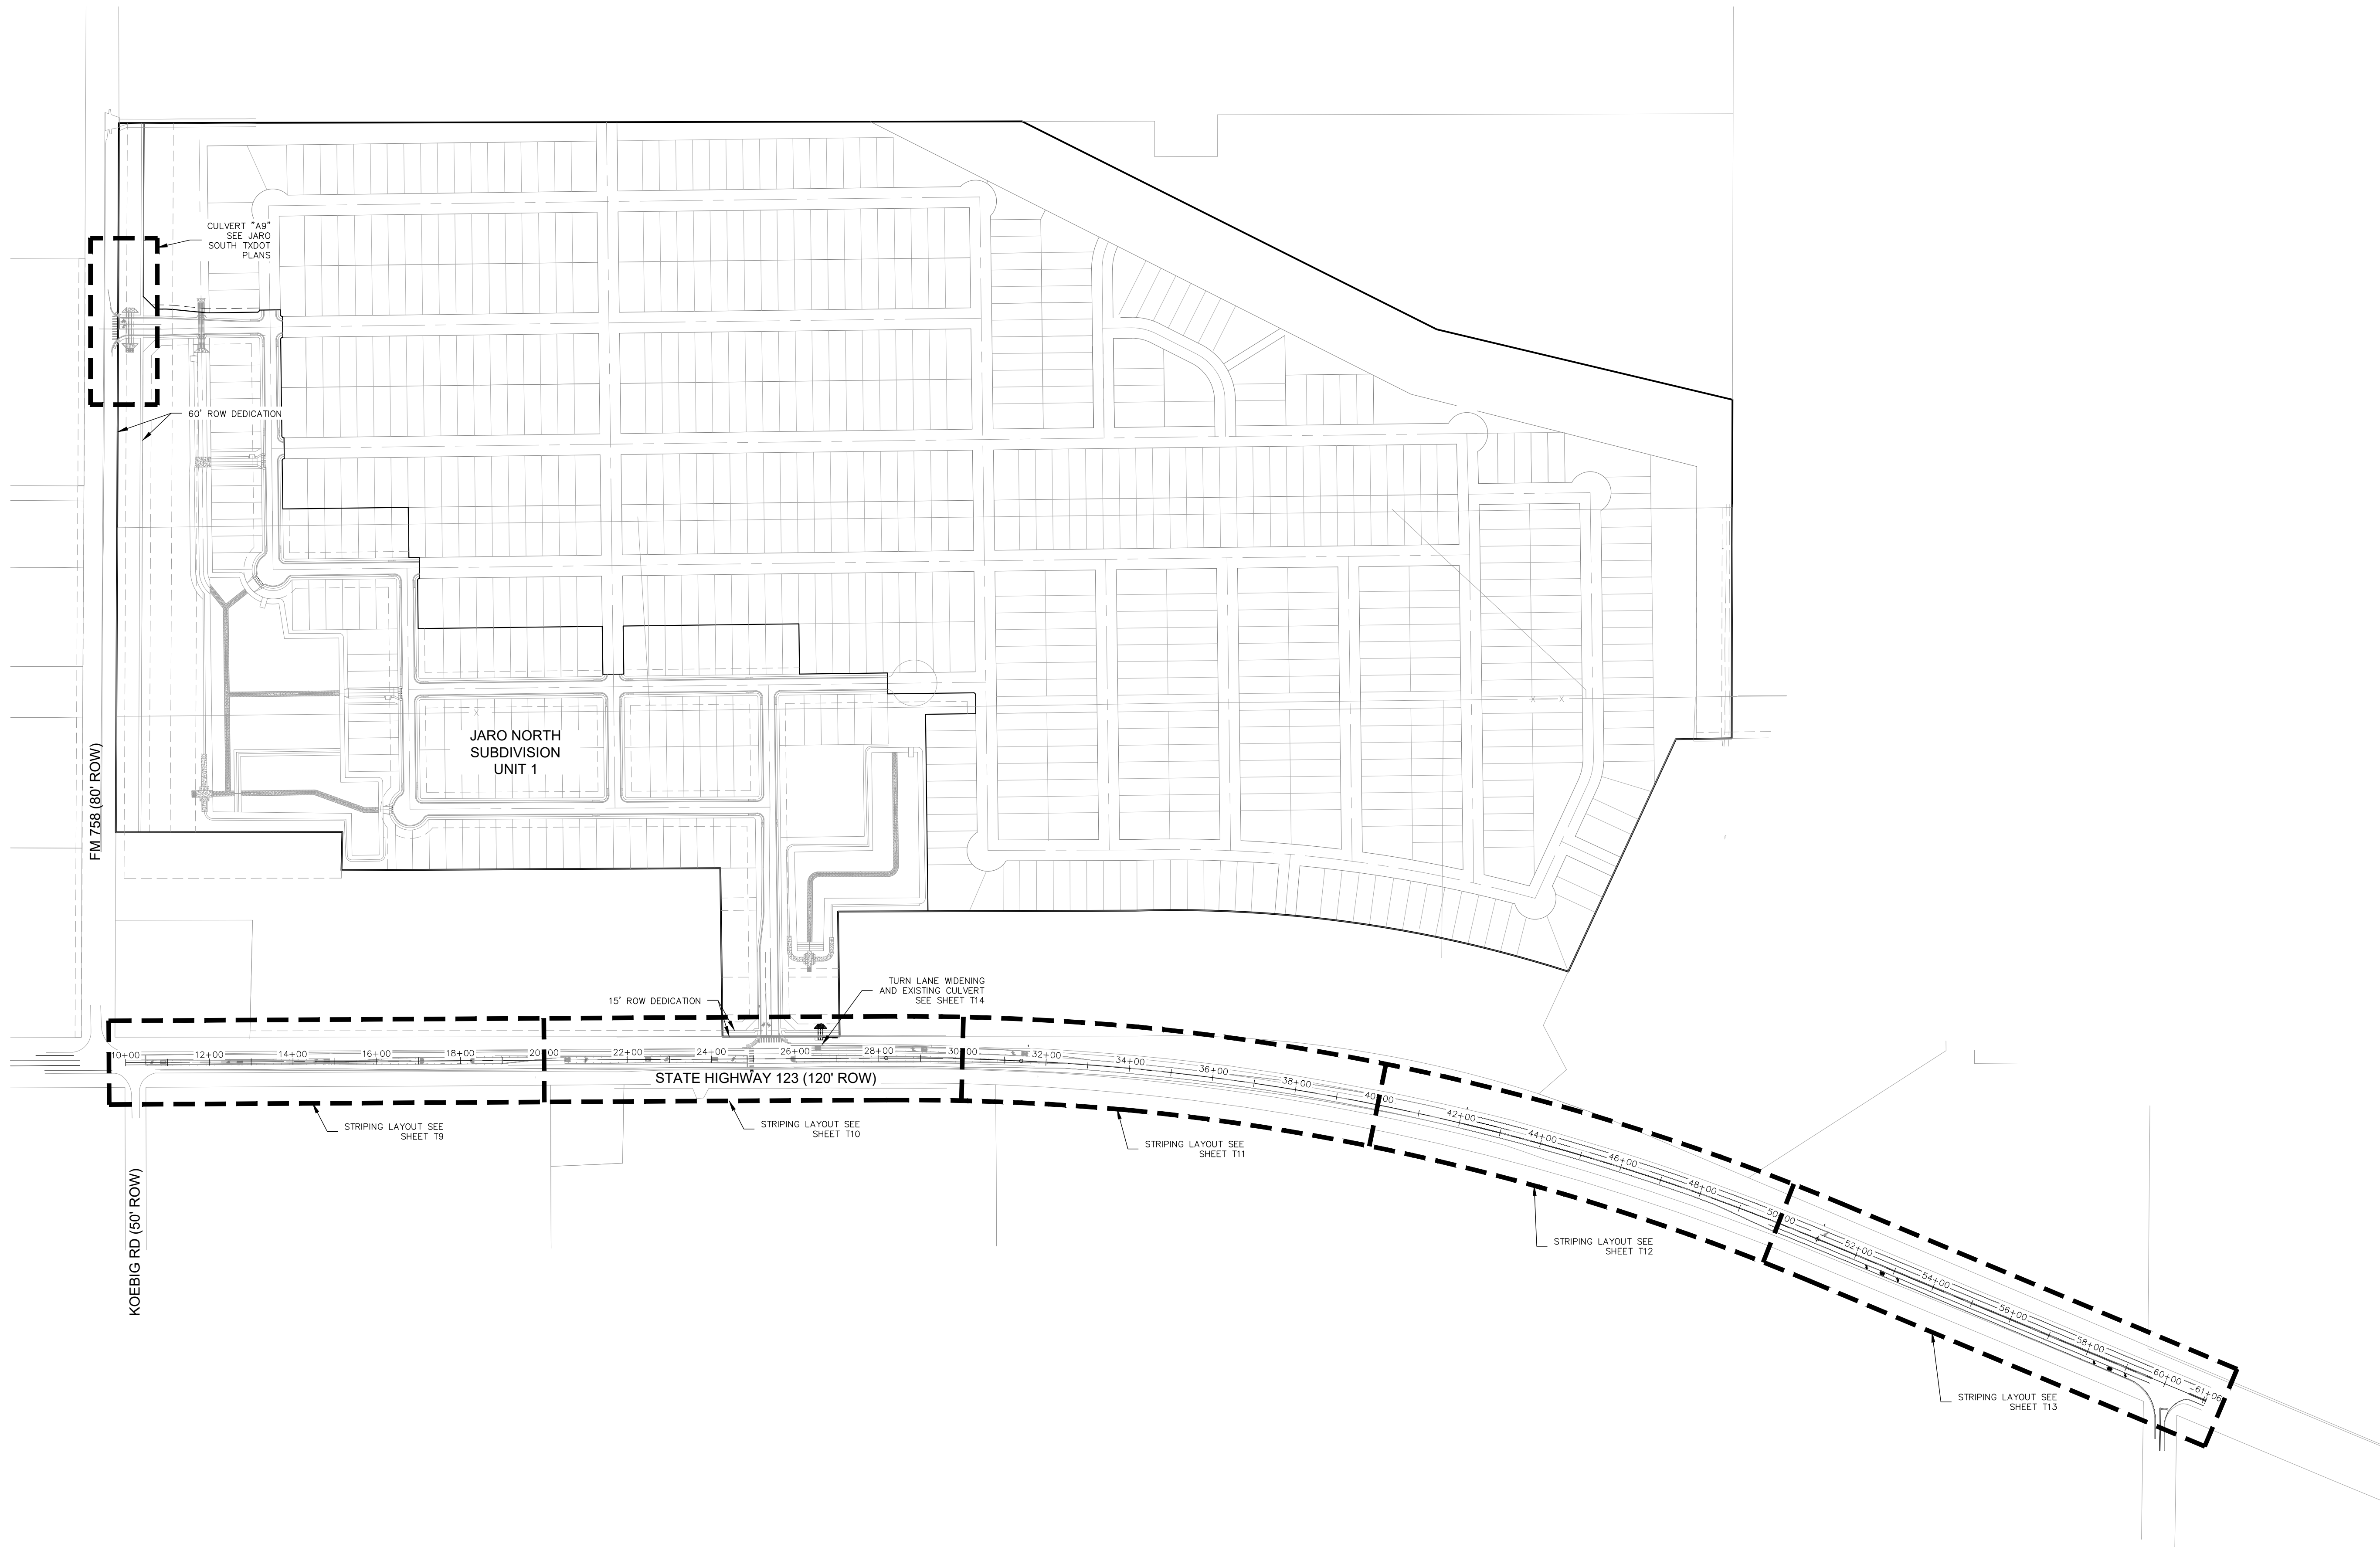 CULVERT "A9"
SEE JARO
SOUTH TXDOT
PLANS
60' ROW DEDICATION
FM 758 (80' ROW)
JARO NORTH
SUBDIVISION
UNIT 1
TURN LANE WIDENING
AND EXISTING CULVERT
SEE SHEET T14
15' ROW DEDICATION
10+00
12+00
14+00
16+00
18+00
20+00
22+00
24+00
26+00
28+00
30+00
32+00
34+00
36+00
38+00
40+00
42+00
44+00
46+00
48+00
50+00
52+00
54+00
56+00
58+00
60+00
61+06
STATE HIGHWAY 123 (120' ROW)
STRIPING LAYOUT SEE
SHEET T9
STRIPING LAYOUT SEE
SHEET T10
STRIPING LAYOUT SEE
SHEET T11
STRIPING LAYOUT SEE
SHEET T12
STRIPING LAYOUT SEE
SHEET T13
KOEBIG RD (50' ROW)